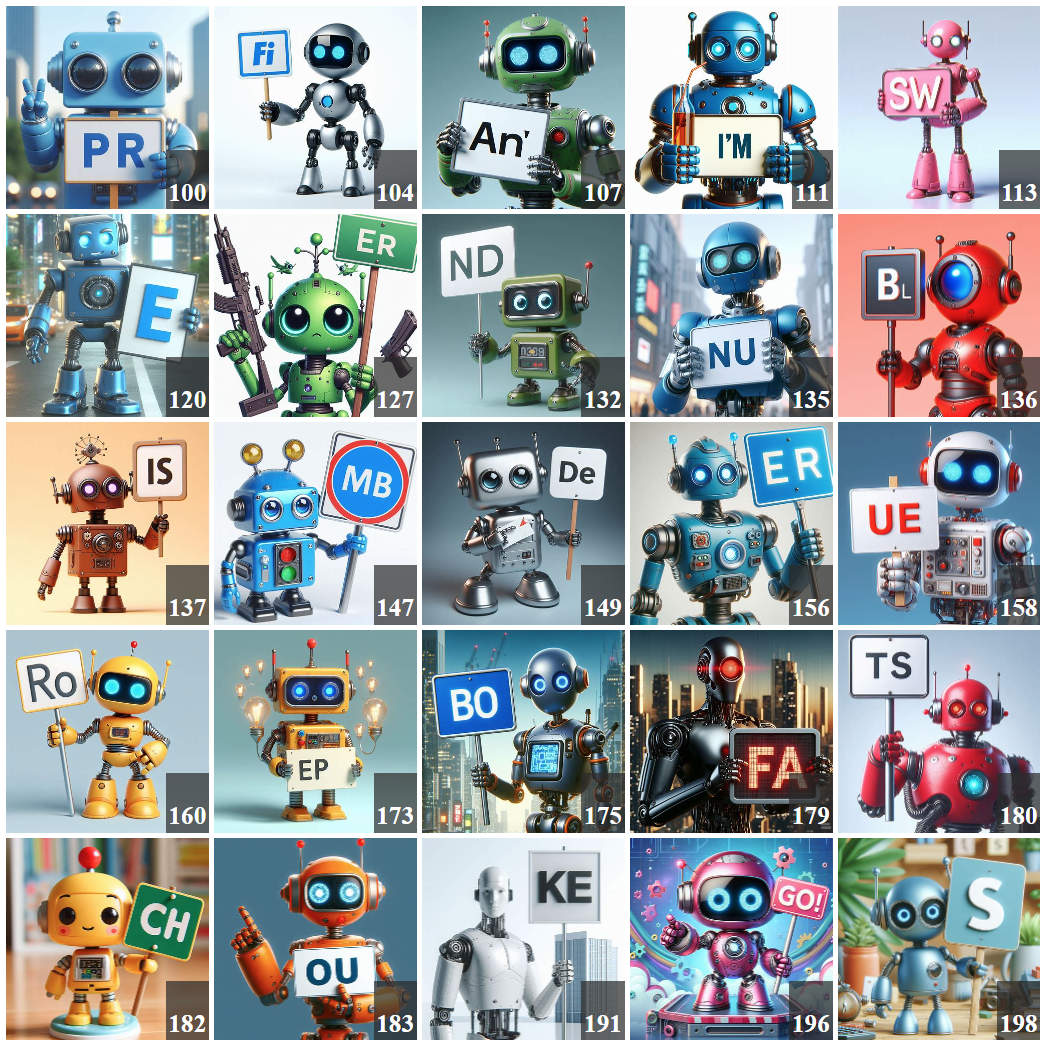 PR
100
Fi
104
An'
107
I'M
111
SW
113
E
120
ER
127
ND
132
NU
135
BL
136
IS
137
MB
147
De
149
ER
156
UE
158
Ro
160
EP
173
BO
175
FA
179
TS
180
CH
182
OU
183
KE
191
GO!
196
S
198